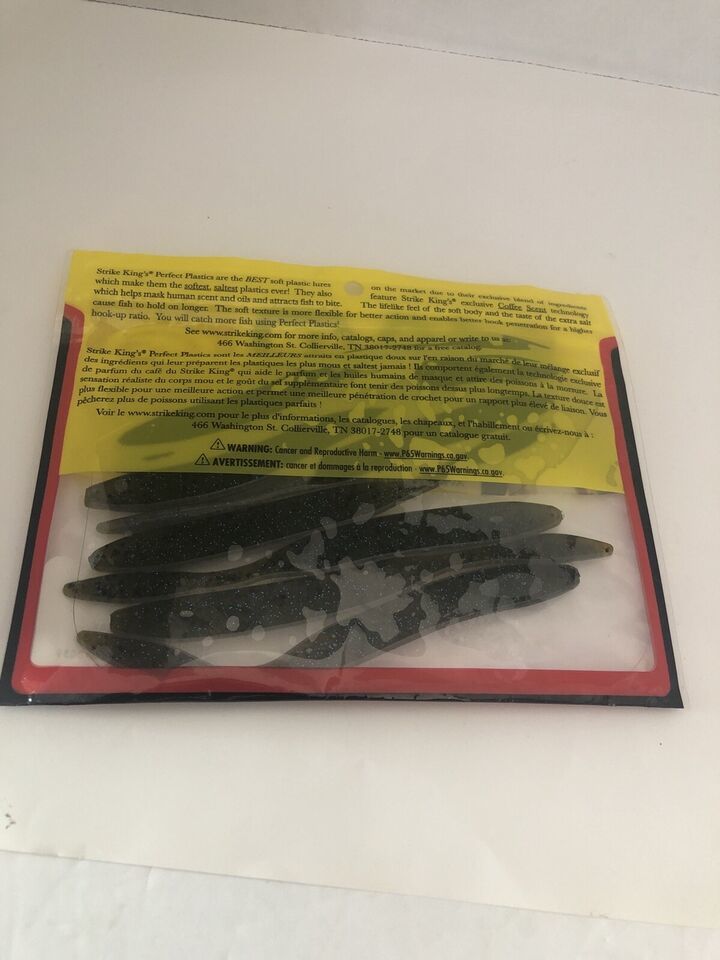 Strike King's® Perfect Plastics are the BEST soft plastic lures on the market due to their exclusive blend of ingredients
which make them the softest, saltest plastics ever! They also feature Strike King's® exclusive Coffee Scent technology
which helps mask human scent and oils and attracts fish to bite. The lifelike feel of the soft body and the taste of the extra salt
cause fish to hold on longer. The soft texture is more flexible for better action and enables better hook penetration for a higher
hook-up ratio. You will catch more fish using Perfect Plastics!
See www.strikeking.com for more info, catalogs, caps, and apparel or write to us at:
466 Washington St. Collierville, TN 38017-2748 for a free catalog.
Strike King's® Perfect Plastics sont les MEILLEURS attraits en plastique doux sur l'en raison du marché de leur mélange exclusif
des ingrédients qui leur préparent les plastiques les plus mous et saltest jamais ! Ils comportent également la technologie exclusive
de parfum du café du Strike King® qui aide le parfum et les huiles humains de masque et attire des poissons à la morsure. La
sensation réaliste du corps mou et le goût du sel supplémentaire font tenir des poissons dessus plus longtemps. La texture douce est
plus flexible pour une meilleure action et permet une meilleure pénétration de crochet pour un rapport plus élevé de liaison. Vous
pêcherez plus de poissons utilisant les plastiques parfaits !
Voir le www.strikeking.com pour le plus d'informations, les catalogues, les chapeaux, et l'habillement ou écrivez-nous à :
466 Washington St. Collierville, TN 38017-2748 pour un catalogue gratuit.
WARNING: Cancer and Reproductive Harm - www.P65Warnings.ca.gov.
AVERTISSEMENT: cancer et dommages à la reproduction - www.P65Warnings.ca.gov.